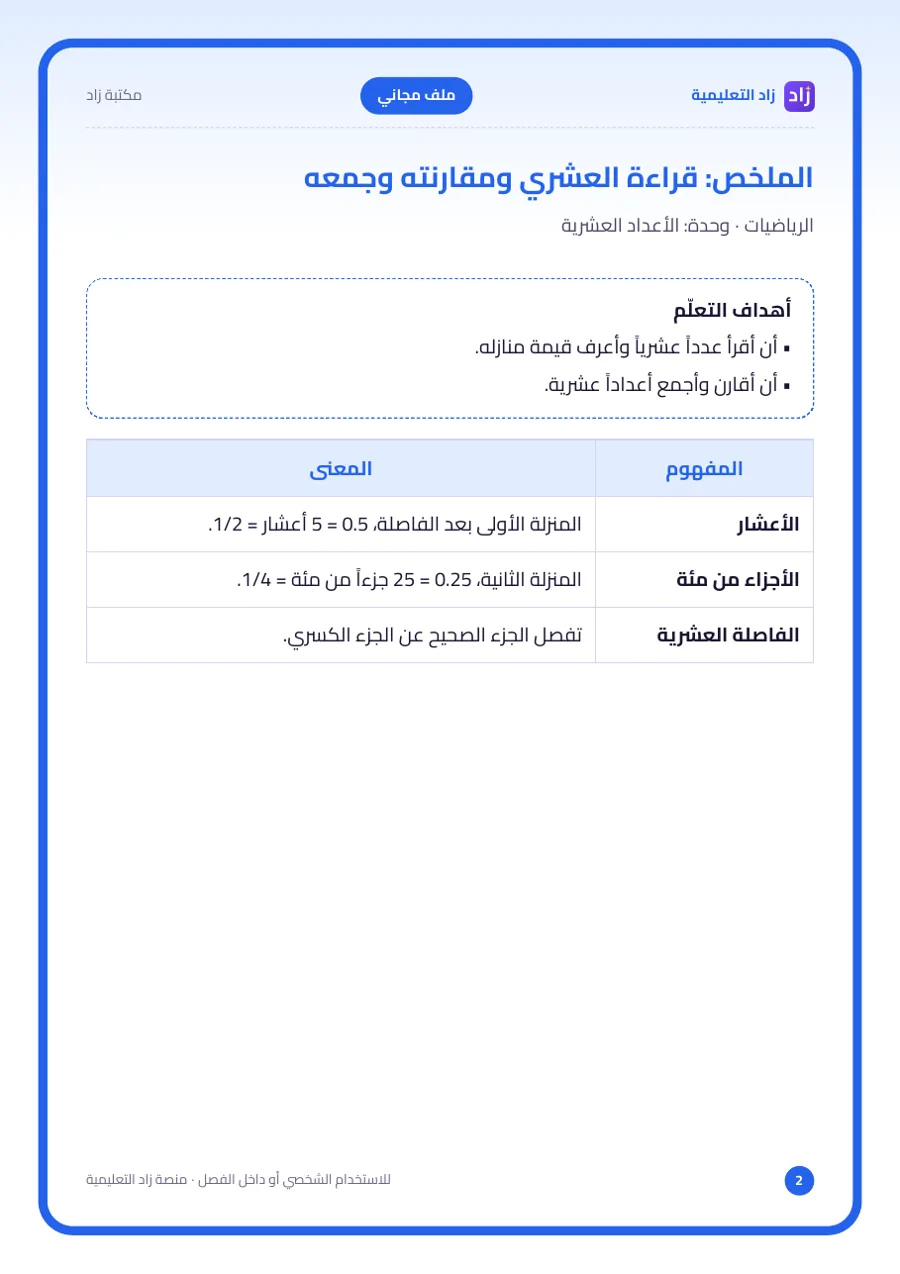 زاد زاد التعليمية
ملف مجاني
مكتبة زاد
الملخص: قراءة العشري ومقارنته وجمعه
الرياضيات · وحدة: الأعداد العشرية
أهداف التعلّم
▪ أن أقرأ عدداً عشرياً وأعرف قيمة منازله.
▪ أن أقارن وأجمع أعداداً عشرية.
المفهوم المعنى
الأعشار المنزلة الأولى بعد الفاصلة، 0.5 = 5 أعشار = 1/2.
الأجزاء من مئة المنزلة الثانية، 0.25 = 25 جزءاً من مئة = 1/4.
الفاصلة العشرية تفصل الجزء الصحيح عن الجزء الكسري.
2 للاستخدام الشخصي أو داخل الفصل · منصة زاد التعليمية